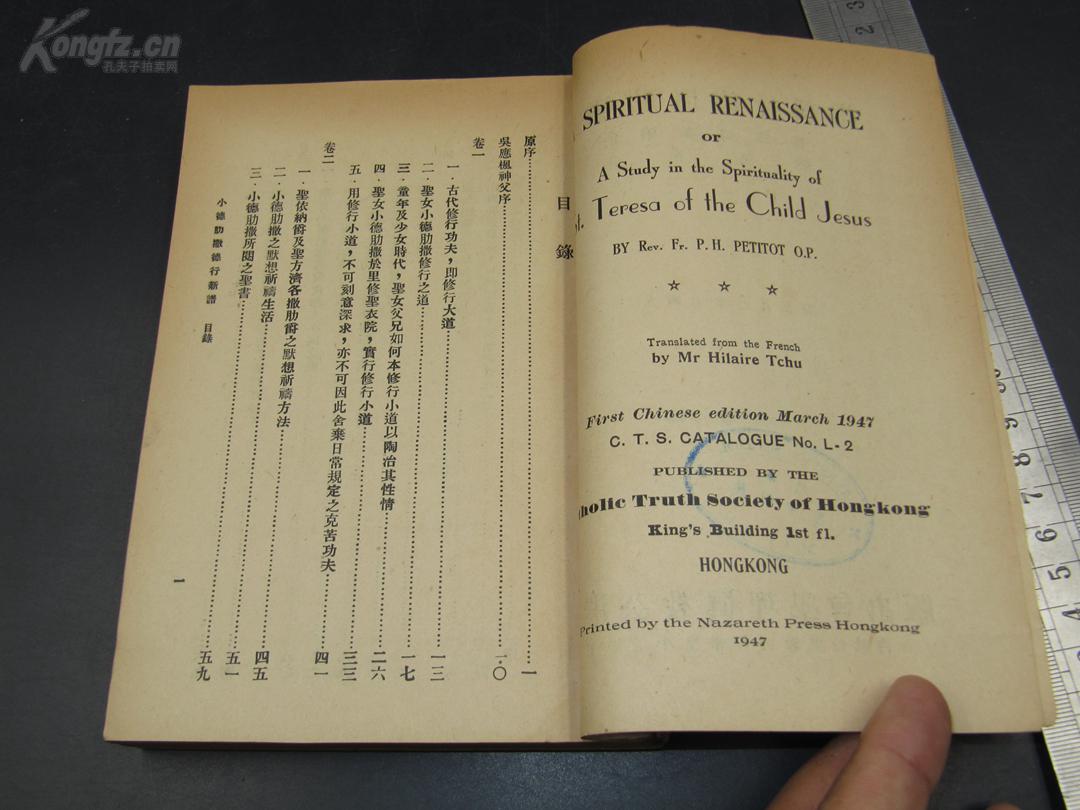 Kongfz.cn
孔夫子拍卖网
SPIRITUAL RENAISSANCE
or
A Study in the Spirituality of
Teresa of the Child Jesus
BY Rev. Fr. P. H. PETITOT O.P.
☆ ☆ ☆
Translated from the French
by Mr Hilaire Tchu
First Chinese edition March 1947
C. T. S. CATALOGUE No. L-2
PUBLISHED BY THE
holic Truth Society of Hongkong
King's Building 1st fl.
HONGKONG
Printed by the Nazareth Press Hongkong
1947
目錄
原序 一
吳應楓神父序 一〇
卷一
一・古代修行功夫，即修行大道
二・聖女小德肋撒修行之道 一三
三・童年及少女時代，聖女父兄如何本修行小道以陶冶其性情 一七
四・聖女小德肋撒於里修聖衣院，實行修行小道 二六
五・用修行小道，不可刻意深求，亦不可因此舍棄日常規定之克苦功夫 三三
卷二 四一
一・聖依納爵及聖方濟各撒肋爵之默想祈禱方法
二・小德肋撒之默想祈禱生活 四五
三・小德肋撒所閱之聖書 五一
五九
小德肋撒德行新譜 目錄
一
2 3
8
7
6
5
4